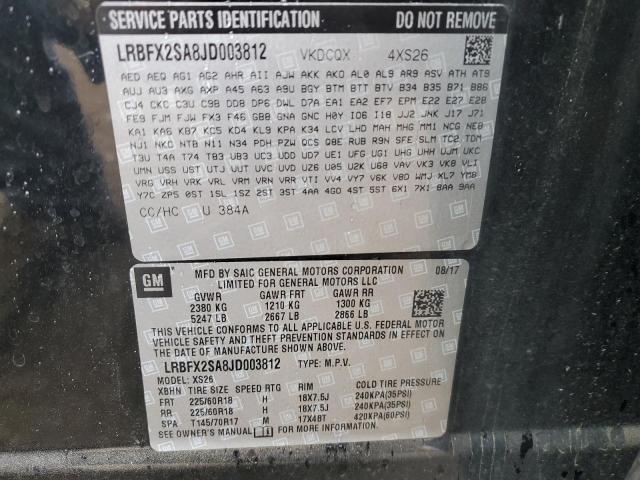 SERVICE PARTS IDENTIFICATION DO NOT REMOVE
LRBFX2SA8JD003812 VKDCQX 4XS26
AED AEQ AG1 AG2 AHR AII AJW AKK AKO AL0 AL9 AR9 ASV ATH AT9
AUJ AU3 AVK AXG AXP A2X A45 A63 A9U BGY BTM BTT BTV B34 B35 B71 B86
CJ4 CKC CJ3 C9B DD8 DP6 DWL D7A EA1 EA2 EF7 EPM E22 E27 E28
FE9 FJM FJW FX3 F46 GB8 GNA GNC H0Y IO6 I18 JJ2 JNK J17 J71
KA1 KA6 KB7 KC5 KD4 KL9 KPA K34 LCV LHD MAH MHG MM1 NCG NE8
NJ1 NKO NTB N11 N34 PDH PZW QCS QBE RUB R9N SFE SLM TC2 TDM
T3U T4A T74 T83 UB3 UC3 UDD UD7 UE1 UFG UG1 UHG UHH UJM UKC
UMN USS UST UTJ UVD UVZ UZ6 U05 U2K U68 VAV VK3 VK8 VL1
VRG VRH VRK VRL VRM VRN VRR VTI VV4 VY7 V6K V8D WMJ XL7 YM8
Y7C ZP5 0ST 1SL 1SZ 2ST 3ST 4AA 4GO 4ST 5ST 6X1 7X1 8AA 9AA
CC/HC U 384A
GM
MFD BY SAIC GENERAL MOTORS CORPORATION 08/17
LIMITED FOR GENERAL MOTORS LLC
GVWR GAWR FRT GAWR RR
2380 KG 1210 KG 1300 KG
5247 LB 2667 LB 2866 LB
THIS VEHICLE CONFORMS TO ALL APPLICABLE U.S. FEDERAL MOTOR
VEHICLE SAFETY AND THEFT PREVENTION STANDARDS IN EFFECT ON
THE DATE OF MANUFACTURE SHOWN ABOVE.
LRBFX2SA8JD003812 TYPE: M.P.V.
MODEL: XS26
XBHN TIRE SIZE SPEED RTG RIM COLD TIRE PRESSURE
FRT 225/60R18 H 18X7.5J 240KPA(35PSI)
RR 225/60R18 H 18X7.5J 240KPA(35PSI)
SPA T145/70R17 M 17X4BT 420KPA(60PSI)
SEE OWNER'S MANUAL FOR MORE INFORMATION